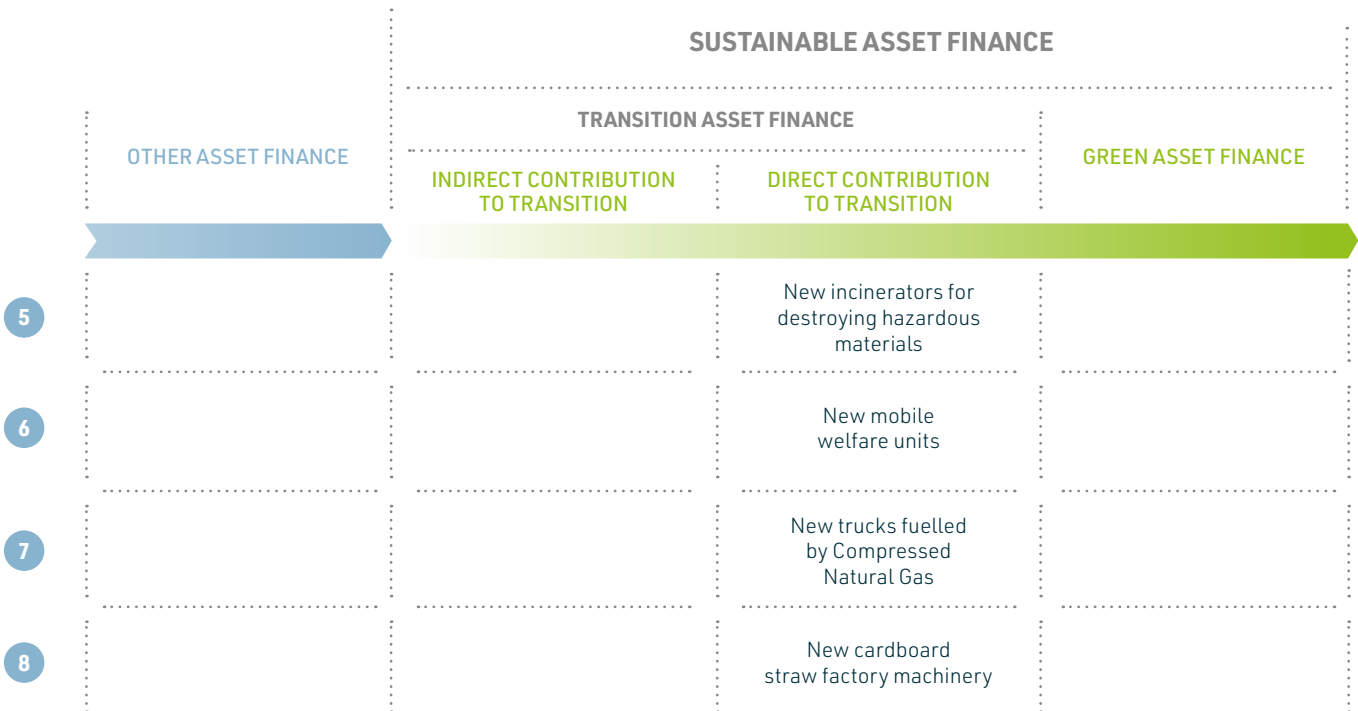 SUSTAINABLE ASSET FINANCE
TRANSITION ASSET FINANCE
OTHER ASSET FINANCE
GREEN ASSET FINANCE
INDIRECT CONTRIBUTION
TO TRANSITION
DIRECT CONTRIBUTION
TO TRANSITION
5
New incinerators for
destroying hazardous
materials
6
New mobile
welfare units
7
New trucks fuelled
by Compressed
Natural Gas
8
New cardboard
straw factory machinery